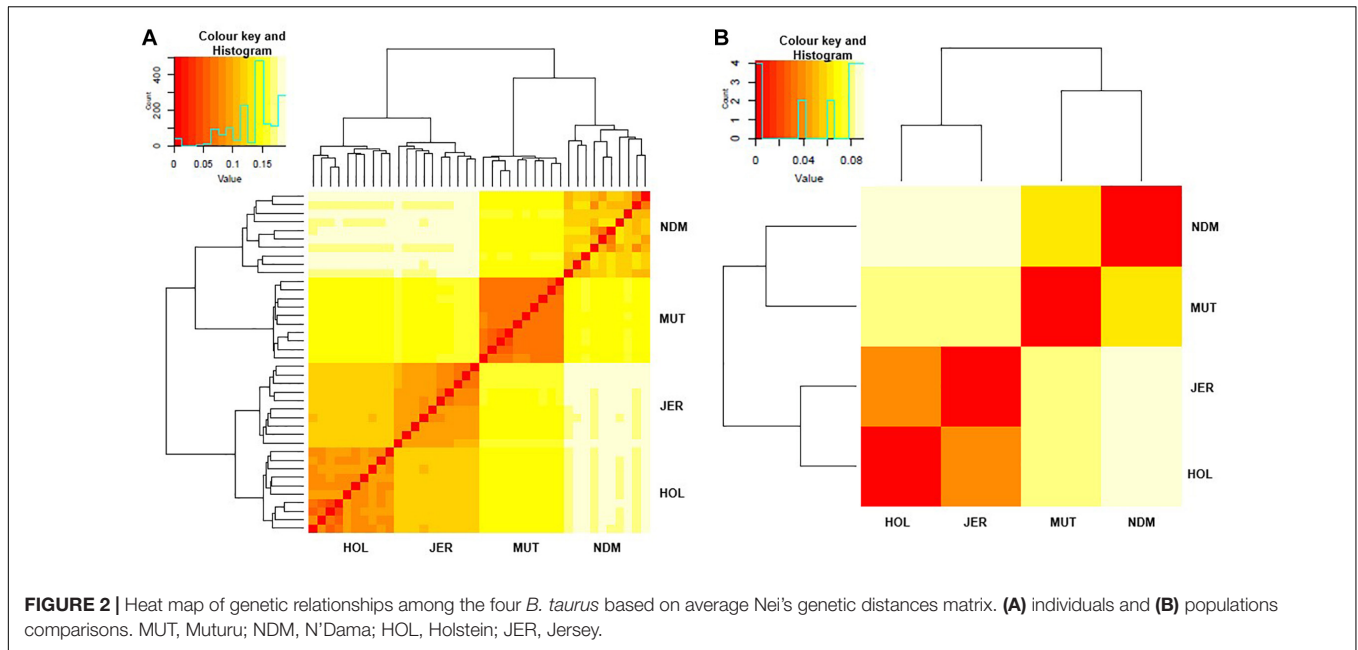 A
Colour key and
Histogram
Count
0 200 400
0 0.05 0.1 0.15
Value
NDM
MUT
JER
HOL
HOL JER MUT NDM
B
Colour key and
Histogram
Count
0 1 2 3 4
0 0.04 0.08
Value
NDM
MUT
JER
HOL
HOL JER MUT NDM
FIGURE 2 | Heat map of genetic relationships among the four B. taurus based on average Nei's genetic distances matrix. (A) individuals and (B) populations
comparisons. MUT, Muturu; NDM, N'Dama; HOL, Holstein; JER, Jersey.